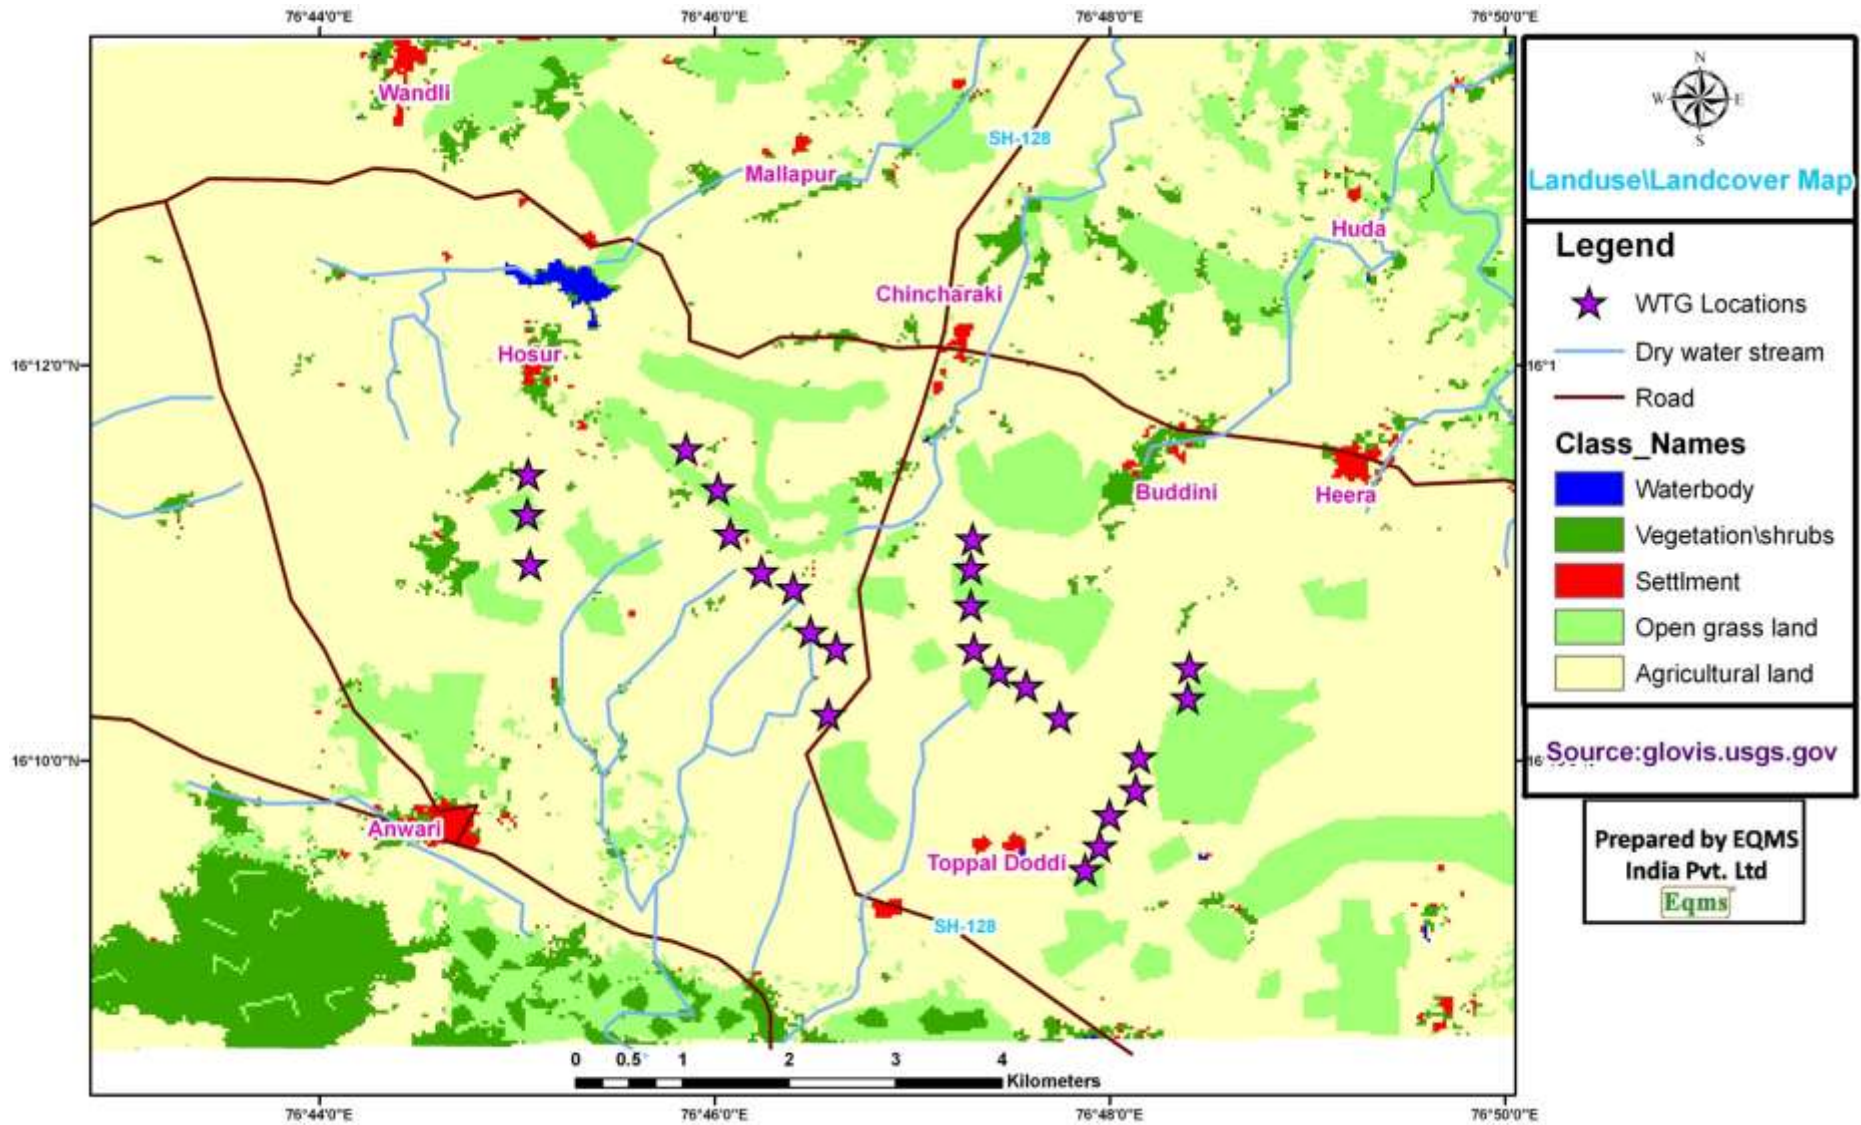 76°44'0"E 76°46'0"E 76°48'0"E 76°50'0"E
Wandli
SH-128
Mallapur
Huda
Chincharaki
16°12'0"N
16°1
Hosur
Buddini
Heera
16°10'0"N
Anwari
Toppal Doddi
SH-128
0 0.5 1 2 3 4
Kilometers
76°44'0"E 76°46'0"E 76°48'0"E 76°50'0"E
N
W E
S
Landuse\Landcover Map
Legend
WTG Locations
Dry water stream
Road
Class_Names
Waterbody
Vegetation\shrubs
Settlment
Open grass land
Agricultural land
Source:glovis.usgs.gov
Prepared by EQMS
India Pvt. Ltd
Eqms